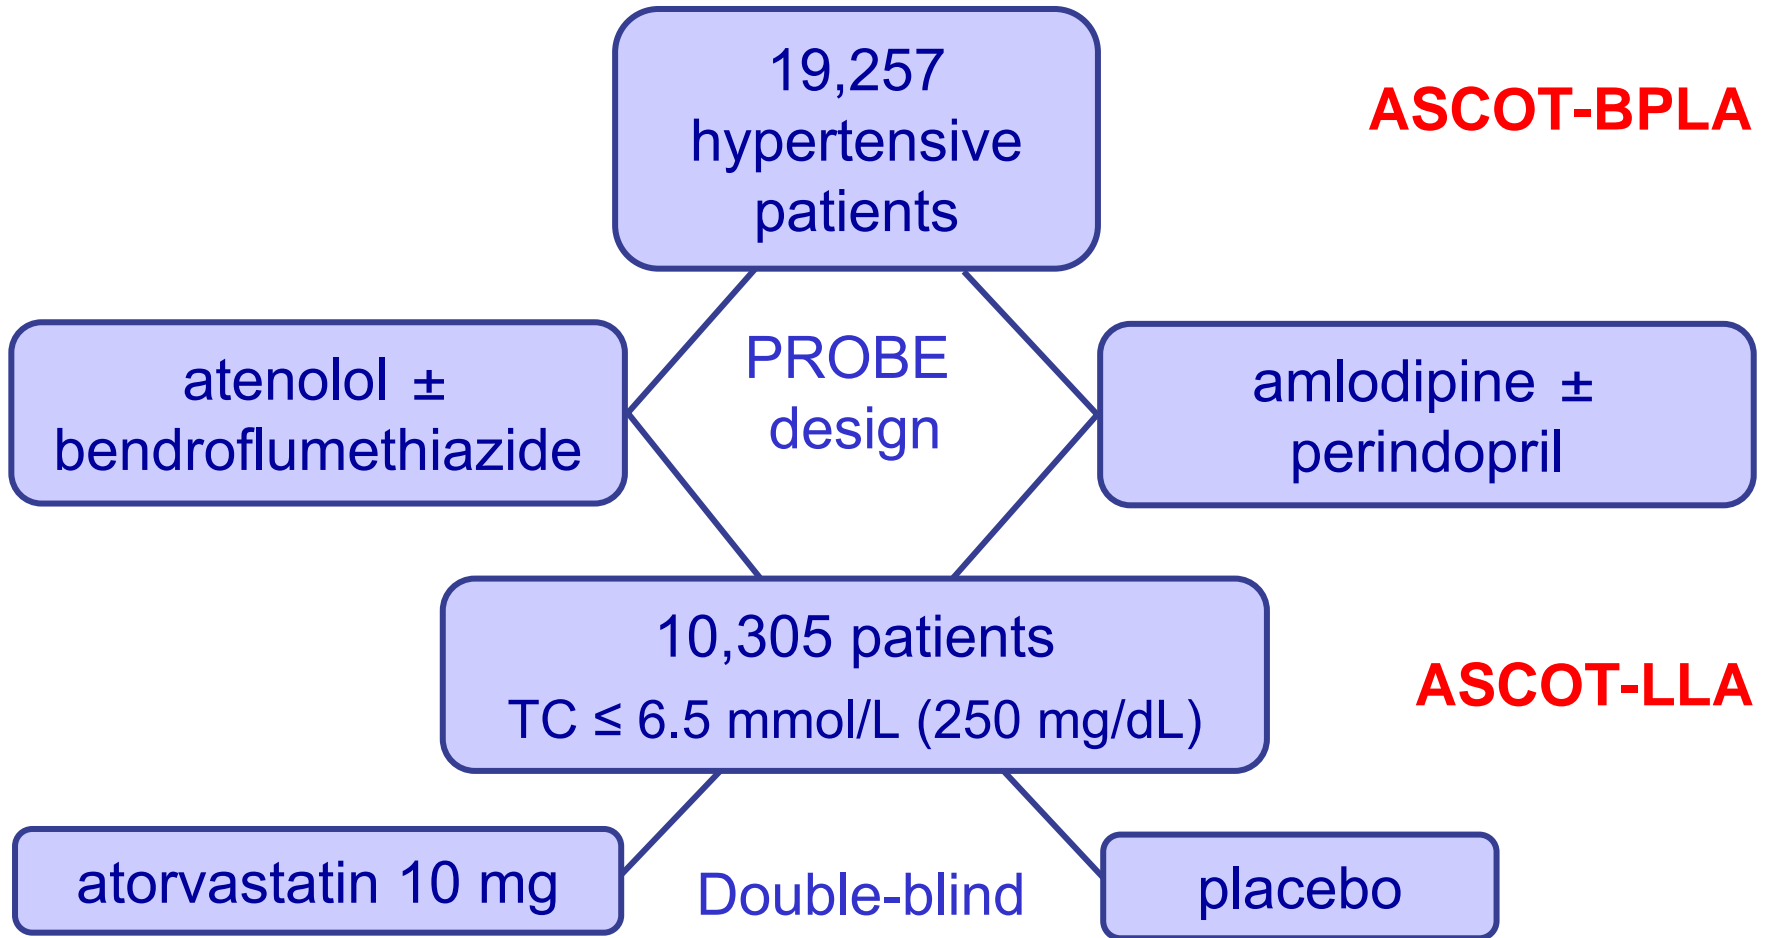 19,257
hypertensive
patients
ASCOT-BPLA
atenolol ±
bendroflumethiazide
PROBE
design
amlodipine ±
perindopril
10,305 patients
TC ≤ 6.5 mmol/L (250 mg/dL)
ASCOT-LLA
atorvastatin 10 mg
Double-blind
placebo